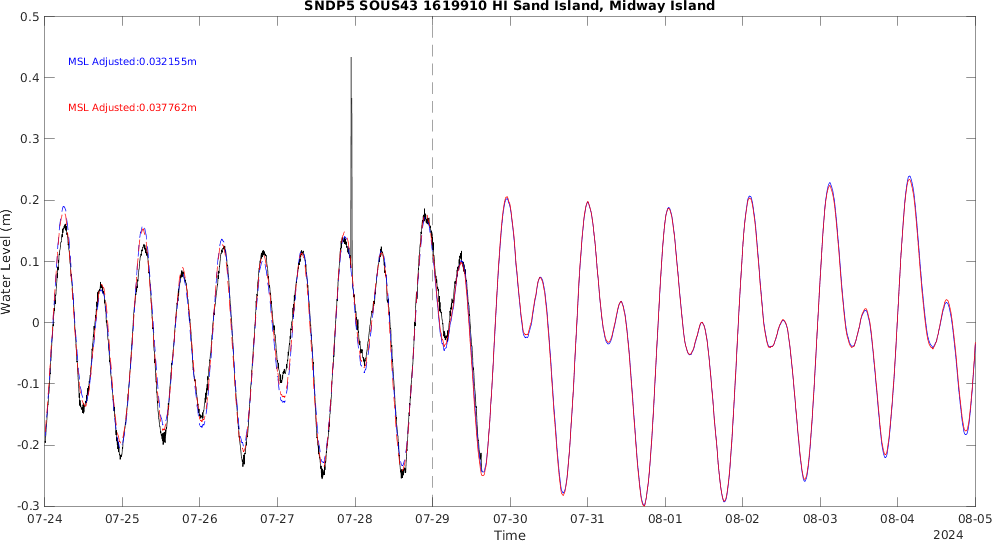 SNDP5 SOUS43 1619910 HI Sand Island, Midway Island
MSL Adjusted:0.032155m
MSL Adjusted:0.037762m
Water Level (m)
0.5
0.4
0.3
0.2
0.1
0
-0.1
-0.2
-0.3
07-24 07-25 07-26 07-27 07-28 07-29 07-30 07-31 08-01 08-02 08-03 08-04 08-05
Time
2024